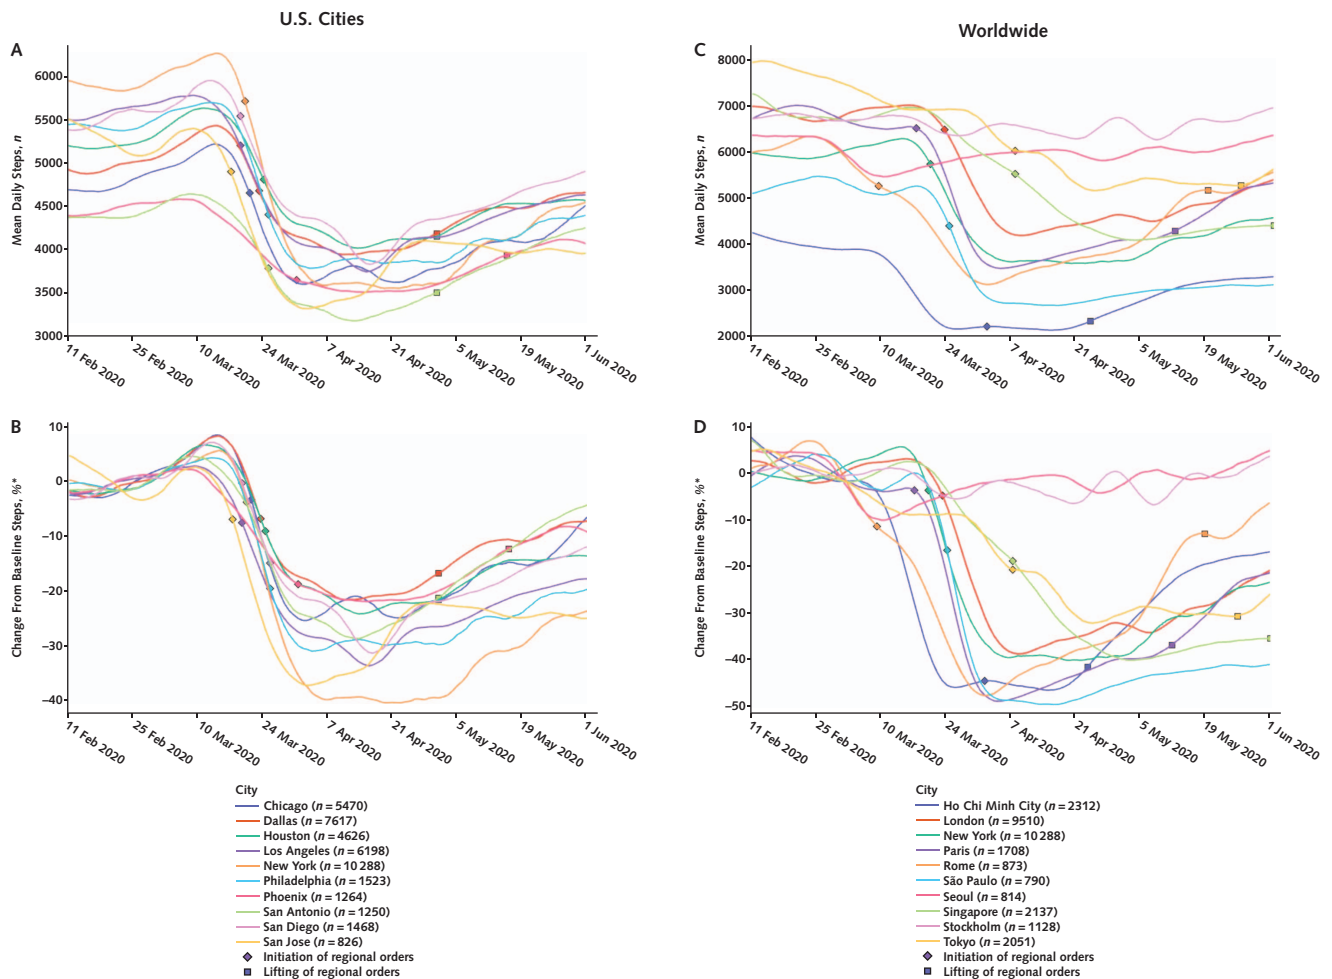 U.S. Cities
A
Mean Daily Steps, n
6000
5500
5000
4500
4000
3500
3000
11 Feb 2020
25 Feb 2020
10 Mar 2020
24 Mar 2020
7 Apr 2020
21 Apr 2020
5 May 2020
19 May 2020
1 Jun 2020
B
Change From Baseline Steps, %*
10
0
–10
–20
–30
–40
11 Feb 2020
25 Feb 2020
10 Mar 2020
24 Mar 2020
7 Apr 2020
21 Apr 2020
5 May 2020
19 May 2020
1 Jun 2020
City
Chicago (n = 5470)
Dallas (n = 7617)
Houston (n = 4626)
Los Angeles (n = 6198)
New York (n = 10 288)
Philadelphia (n = 1523)
Phoenix (n = 1264)
San Antonio (n = 1250)
San Diego (n = 1468)
San Jose (n = 826)
Initiation of regional orders
Lifting of regional orders
Worldwide
C
Mean Daily Steps, n
8000
7000
6000
5000
4000
3000
2000
11 Feb 2020
25 Feb 2020
10 Mar 2020
24 Mar 2020
7 Apr 2020
21 Apr 2020
5 May 2020
19 May 2020
1 Jun 2020
D
Change From Baseline Steps, %*
10
0
–10
–20
–30
–40
–50
11 Feb 2020
25 Feb 2020
10 Mar 2020
24 Mar 2020
7 Apr 2020
21 Apr 2020
5 May 2020
19 May 2020
1 Jun 2020
City
Ho Chi Minh City (n = 2312)
London (n = 9510)
New York (n = 10 288)
Paris (n = 1708)
Rome (n = 873)
São Paulo (n = 790)
Seoul (n = 814)
Singapore (n = 2137)
Stockholm (n = 1128)
Tokyo (n = 2051)
Initiation of regional orders
Lifting of regional orders